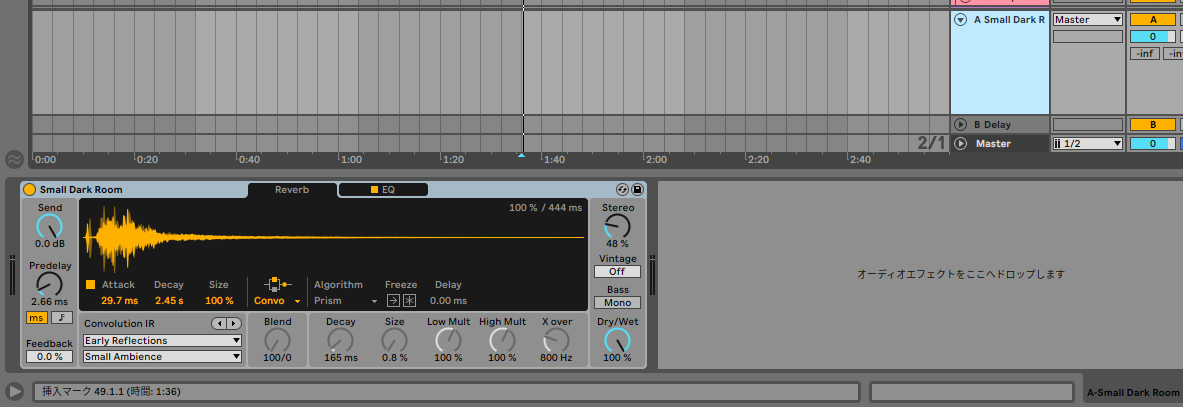 A Small Dark R
Master
A
0
-inf
-in
B Delay
B
2/1
Master
1/2
0
0:00
0:20
0:40
1:00
1:20
1:40
2:00
2:20
2:40
Small Dark Room
Reverb
EQ
Send
0.0 dB
Predelay
2.66 ms
ms
Feedback
0.0 %
100 % / 444 ms
Attack
Decay
Size
29.7 ms
2.45 s
100 %
Convo
Algorithm
Prism
Freeze
Delay
0.00 ms
Convolution IR
Early Reflections
Small Ambience
Blend
100/0
Decay
165 ms
Size
0.8 %
Low Mult
100 %
High Mult
100 %
X over
800 Hz
Stereo
48 %
Vintage
Off
Bass
Mono
Dry/Wet
100 %
オーディオエフェクトをここへドロップします
挿入マーク 49.1.1 (時間: 1:36)
A-Small Dark Room